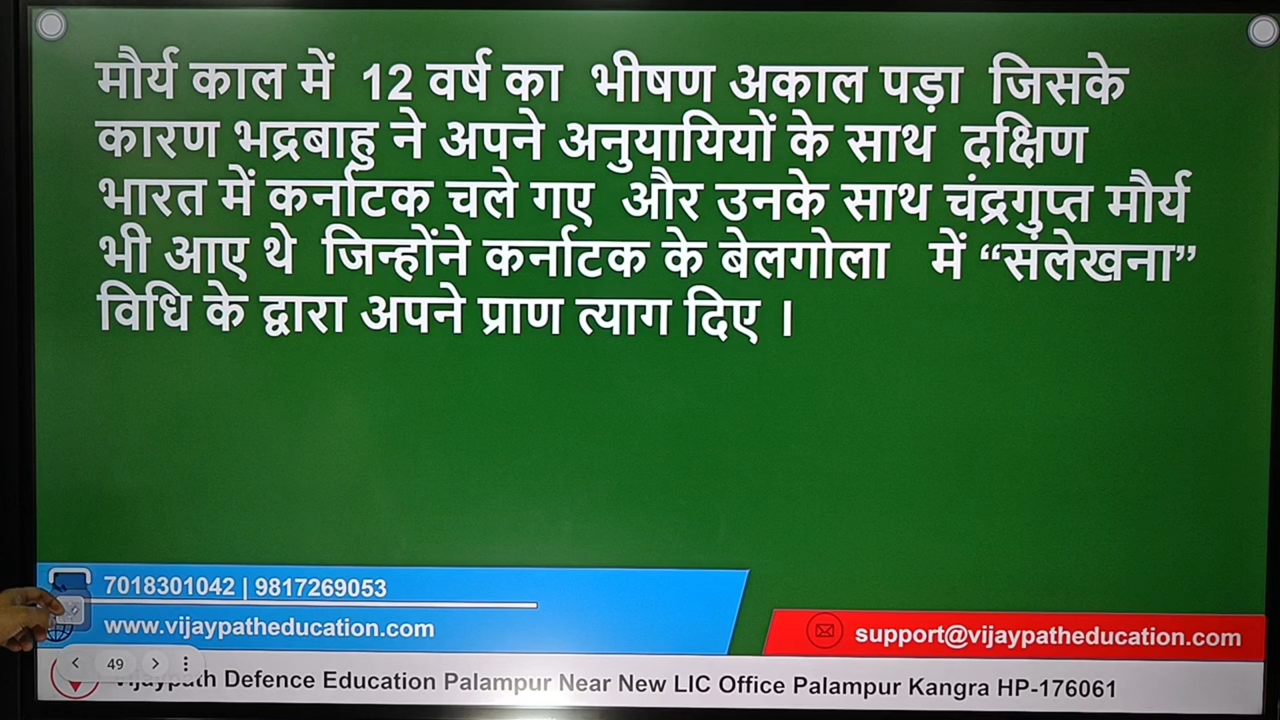 मौर्य काल में 12 वर्ष का भीषण अकाल पड़ा जिसके
कारण भद्रबाहु ने अपने अनुयायियों के साथ दक्षिण
भारत में कर्नाटक चले गए और उनके साथ चंद्रगुप्त मौर्य
भी आए थे जिन्होंने कर्नाटक के बेलगोला में “संलेखना”
विधि के द्वारा अपने प्राण त्याग दिए ।
7018301042 | 9817269053
www.vijaypatheducation.com
support@vijaypatheducation.com
49
Defence Education Palampur Near New LIC Office Palampur Kangra HP-176061